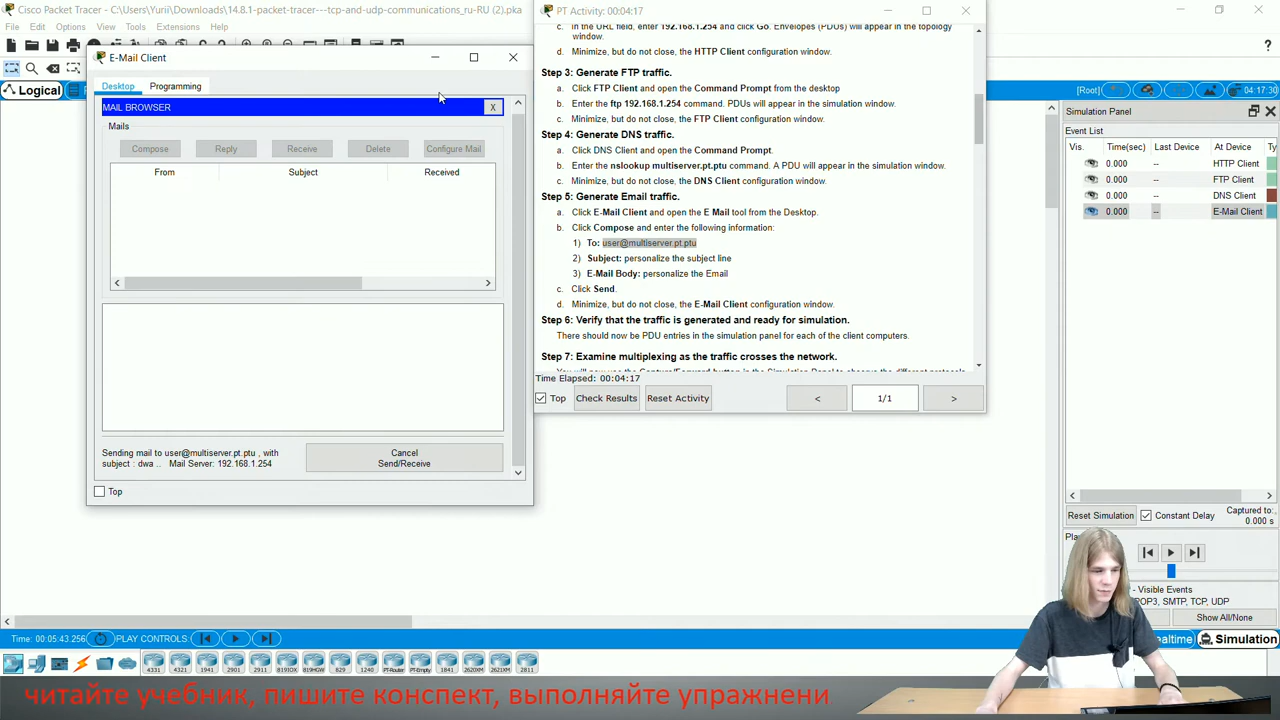 Cisco Packet Tracer - C:\Users\Yurii\Downloads\14.8.1-packet-tracer---tcp-and-udp-communications_ru-RU (2).pka
File Edit Options View Tools Extensions Help
Logical
[Root]
04:17:30
E-Mail Client
Desktop Programming
MAIL BROWSER X
Mails
Compose Reply Receive Delete Configure Mail
From Subject Received
Sending mail to user@multiserver.pt.ptu , with
subject : dwa .. Mail Server: 192.168.1.254
Cancel
Send/Receive
Top
PT Activity: 00:04:17
c. In the URL field, enter 192.168.1.254 and click Go. Envelopes (PDUs) will appear in the topology
window.
d. Minimize, but do not close, the HTTP Client configuration window.
Step 3: Generate FTP traffic.
a. Click FTP Client and open the Command Prompt from the desktop
b. Enter the ftp 192.168.1.254 command. PDUs will appear in the simulation window.
c. Minimize, but do not close, the FTP Client configuration window.
Step 4: Generate DNS traffic.
a. Click DNS Client and open the Command Prompt.
b. Enter the nslookup multiserver.pt.ptu command. A PDU will appear in the simulation window.
c. Minimize, but do not close, the DNS Client configuration window.
Step 5: Generate Email traffic.
a. Click E-Mail Client and open the E Mail tool from the Desktop.
b. Click Compose and enter the following information:
1) To: user@multiserver.pt.ptu
2) Subject: personalize the subject line
3) E-Mail Body: personalize the Email
c. Click Send.
d. Minimize, but do not close, the E-Mail Client configuration window.
Step 6: Verify that the traffic is generated and ready for simulation.
There should now be PDU entries in the simulation panel for each of the client computers.
Step 7: Examine multiplexing as the traffic crosses the network.
Time Elapsed: 00:04:17
Top Check Results Reset Activity < 1/1 >
Simulation Panel
Event List
Vis. Time(sec) Last Device At Device Ty
0.000 -- HTTP Client
0.000 -- FTP Client
0.000 -- DNS Client
0.000 -- E-Mail Client
Reset Simulation Constant Delay Captured to:
0.000 s
- Visible Events
POP3, SMTP, TCP, UDP
Show All/None
Time: 00:05:43.256 PLAY CONTROLS:
Simulation
4331 4321 1941 2901 2911 819IOX 819HGW 829 1240 PT-Router PT-Empty 1841 2620XM 2621XM 2811
читайте учебник, пишите конспект, выполняйте упражнени